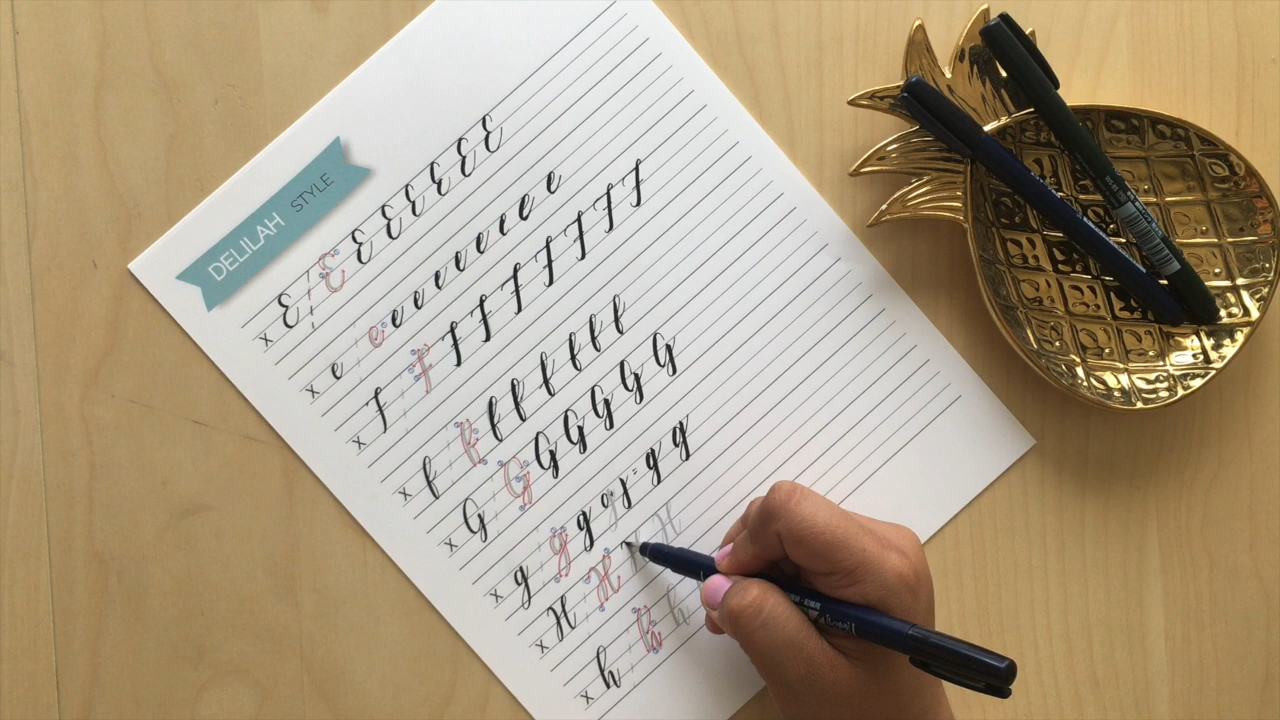 DELILAH STYLE
x E E E E E E E E
x e e e e e e e e e e
x F F F F F F F F F
x f f f f f f f f
x G G G G G G G
x g g g g g
x H H H H
x h h h